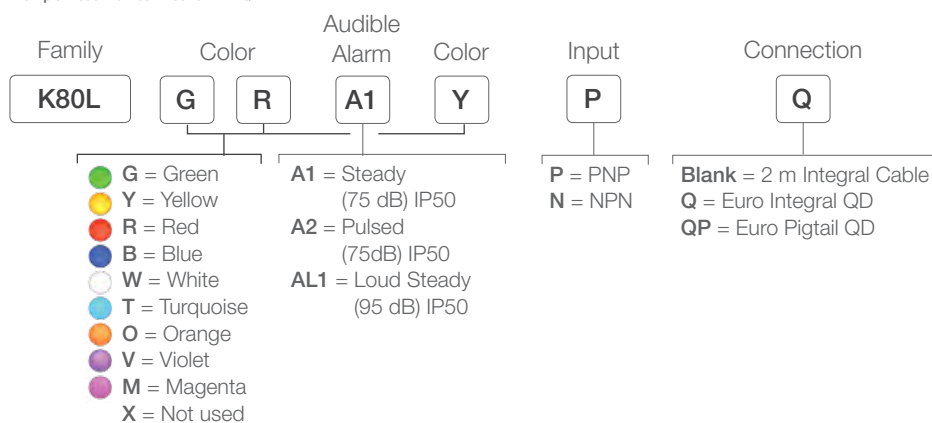 Audible
Family Color Alarm Color Input Connection
K80L G R A1 Y P Q
G = Green
Y = Yellow
R = Red
B = Blue
W = White
T = Turquoise
O = Orange
V = Violet
M = Magenta
X = Not used
A1 = Steady
(75 dB) IP50
A2 = Pulsed
(75dB) IP50
AL1 = Loud Steady
(95 dB) IP50
P = PNP
N = NPN
Blank = 2 m Integral Cable
Q = Euro Integral QD
QP = Euro Pigtail QD